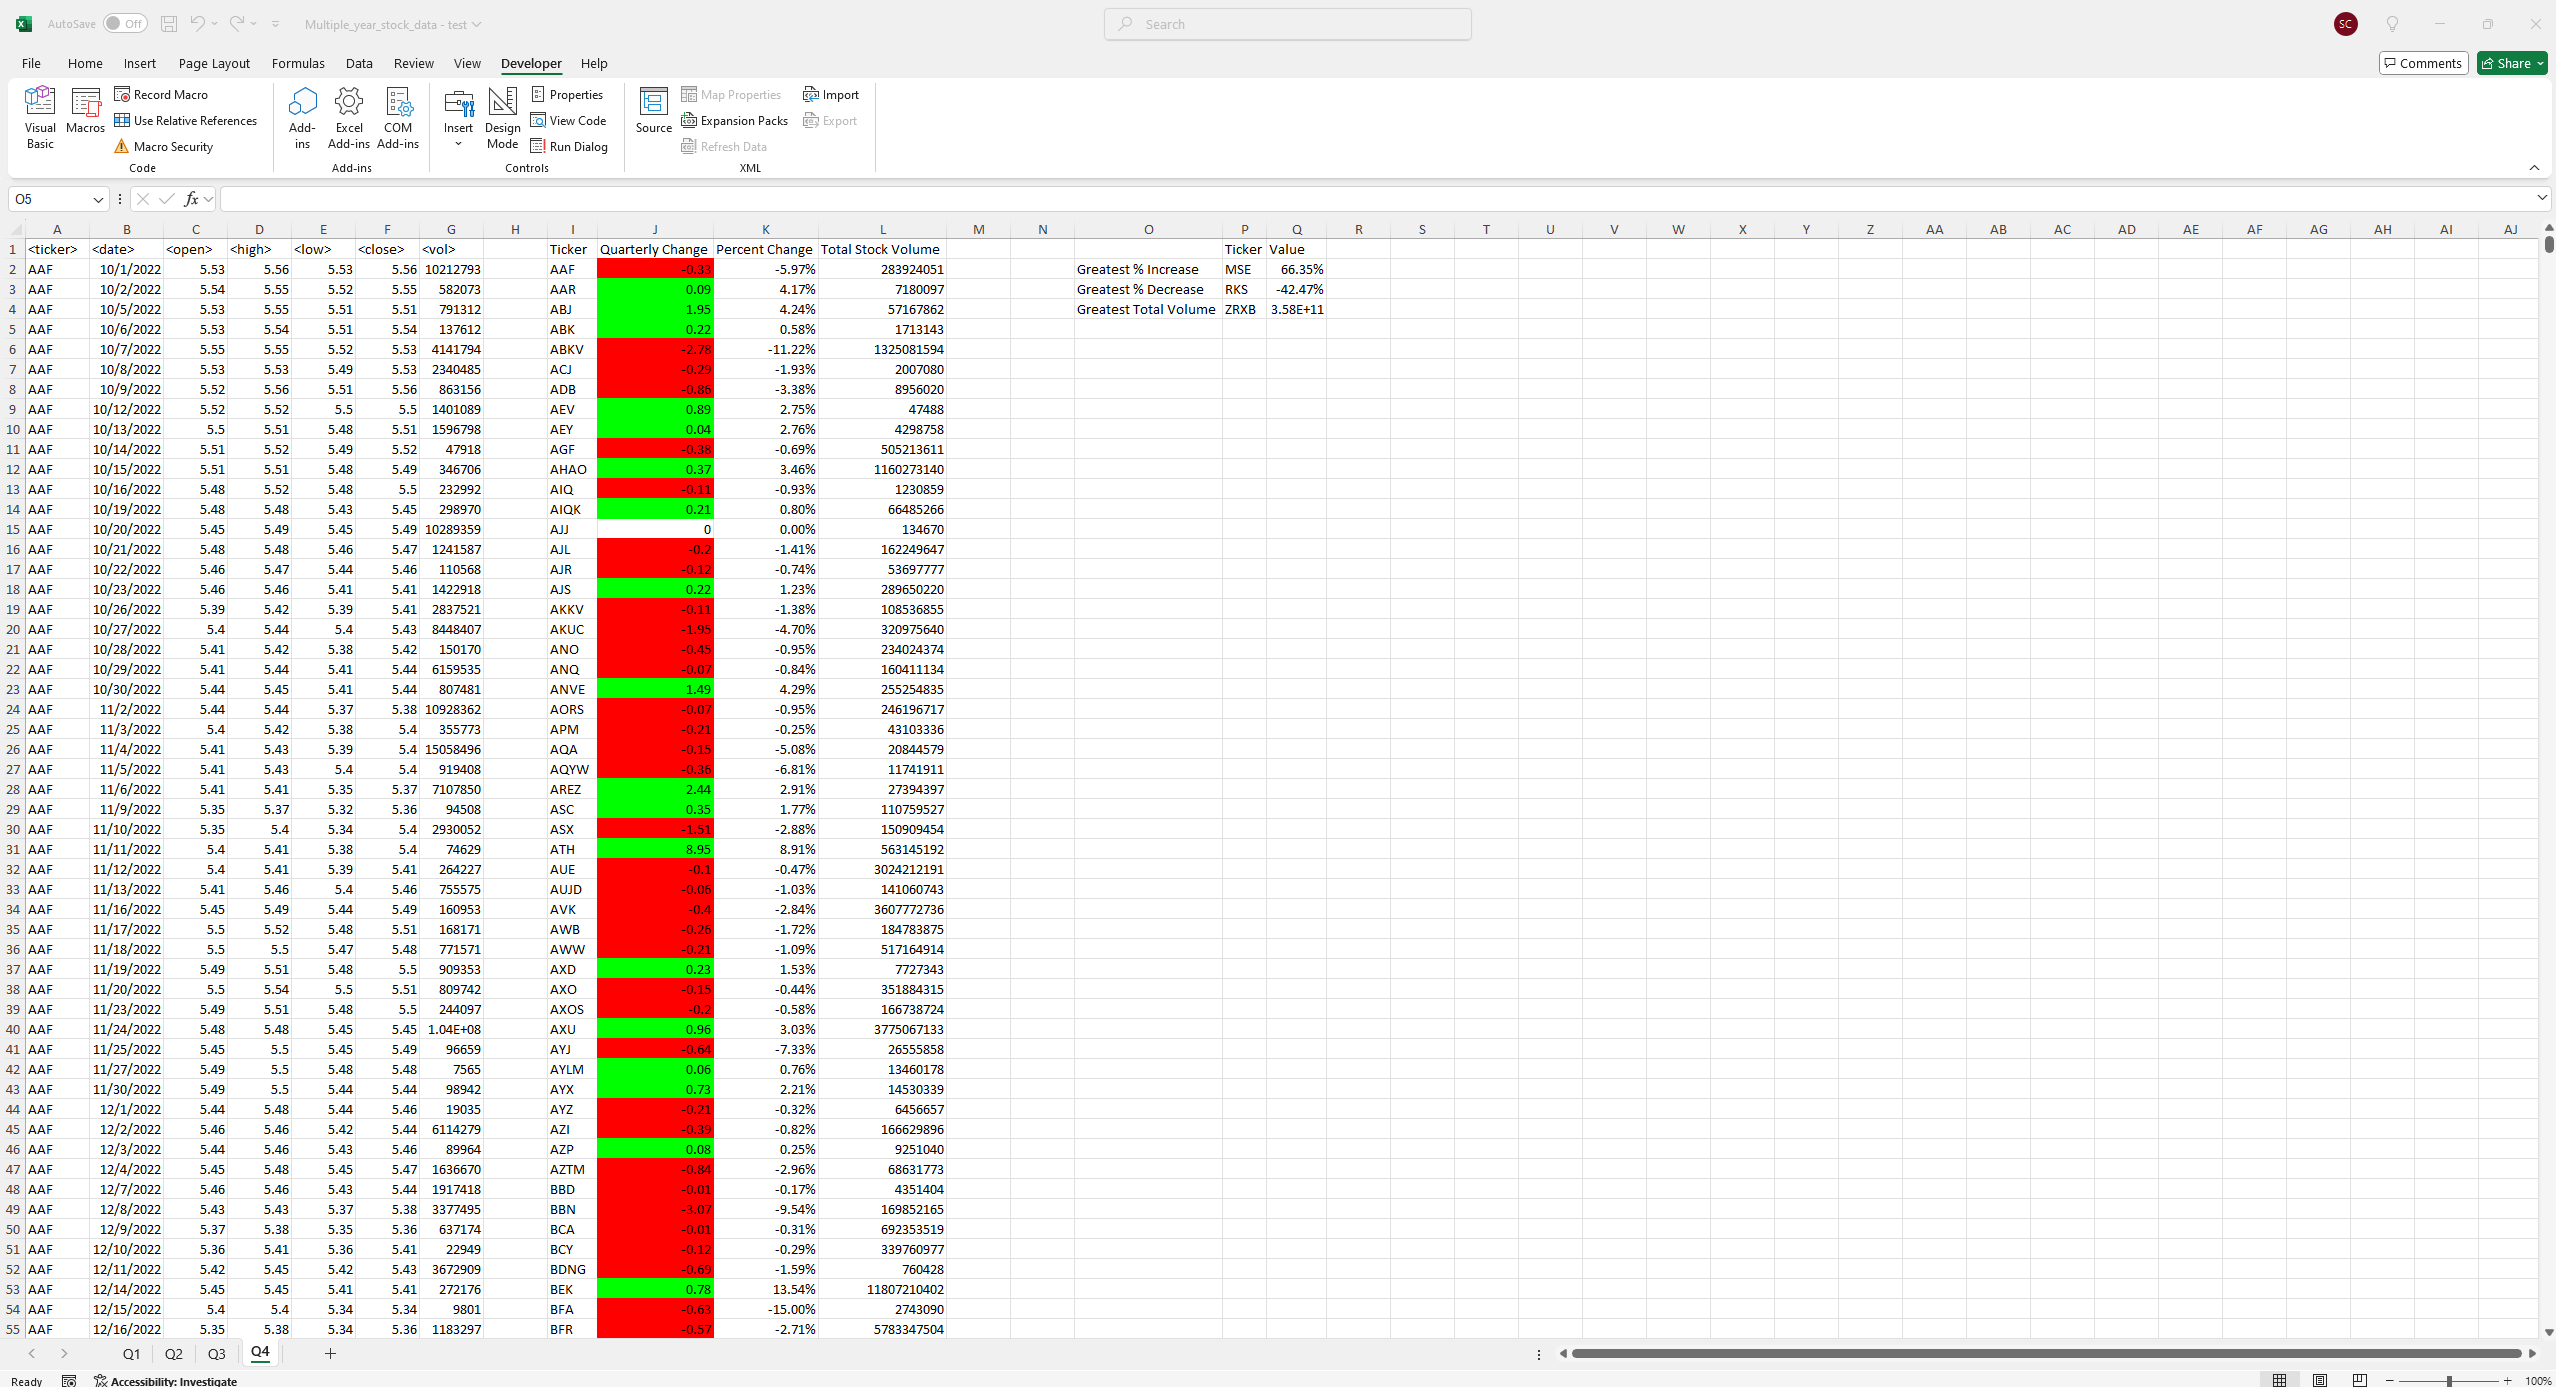 AutoSave Off Multiple_year_stock_data - test Search SC
File Home Insert Page Layout Formulas Data Review View Developer Help Comments Share
Visual Basic Macros Record Macro Use Relative References Macro Security Add-ins Excel Add-ins COM Add-ins Insert Design Mode Properties View Code Run Dialog Source Map Properties Expansion Packs Refresh Data Import Export
Code Add-ins Controls XML
O5 fx
A B C D E F G H I J K L M N O P Q R S T U V W X Y Z AA AB AC AD AE AF AG AH AI AJ
1 <ticker> <date> <open> <high> <low> <close> <vol> Ticker Quarterly Change Percent Change Total Stock Volume Ticker Value
2 AAF 10/1/2022 5.53 5.56 5.53 5.56 10212793 AAF -0.33 -5.97% 283924051 Greatest % Increase MSE 66.35%
3 AAF 10/2/2022 5.54 5.55 5.52 5.55 582073 AAR 0.09 4.17% 7180097 Greatest % Decrease RKS -42.47%
4 AAF 10/5/2022 5.53 5.55 5.51 5.51 791312 ABJ 1.95 4.24% 57167862 Greatest Total Volume ZRXB 3.58E+11
5 AAF 10/6/2022 5.53 5.54 5.51 5.54 137612 ABK 0.22 0.58% 1713143
6 AAF 10/7/2022 5.55 5.55 5.52 5.53 4141794 ABKV -2.78 -11.22% 1325081594
7 AAF 10/8/2022 5.53 5.53 5.49 5.53 2340485 ACJ -0.29 -1.93% 2007080
8 AAF 10/9/2022 5.52 5.56 5.51 5.56 863156 ADB -0.86 -3.38% 8956020
9 AAF 10/12/2022 5.52 5.52 5.5 5.5 1401089 AEV 0.89 2.75% 47488
10 AAF 10/13/2022 5.5 5.51 5.48 5.51 1596798 AEY 0.04 2.76% 4298758
11 AAF 10/14/2022 5.51 5.52 5.49 5.52 47918 AGF -0.38 -0.69% 505213611
12 AAF 10/15/2022 5.51 5.51 5.48 5.49 346706 AHAO 0.37 3.46% 1160273140
13 AAF 10/16/2022 5.48 5.52 5.48 5.5 232992 AIQ -0.11 -0.93% 1230859
14 AAF 10/19/2022 5.48 5.48 5.43 5.45 298970 AIQK 0.21 0.80% 66485266
15 AAF 10/20/2022 5.45 5.49 5.45 5.49 10289359 AJJ 0 0.00% 134670
16 AAF 10/21/2022 5.48 5.48 5.46 5.47 1241587 AJL -0.2 -1.41% 162249647
17 AAF 10/22/2022 5.46 5.47 5.44 5.46 110568 AJR -0.12 -0.74% 53697777
18 AAF 10/23/2022 5.46 5.46 5.41 5.41 1422918 AJS 0.22 1.23% 289650220
19 AAF 10/26/2022 5.39 5.42 5.39 5.41 2837521 AKKV -0.11 -1.38% 108536855
20 AAF 10/27/2022 5.4 5.44 5.4 5.43 8448407 AKUC -1.95 -4.70% 320975640
21 AAF 10/28/2022 5.41 5.42 5.38 5.42 150170 ANO -0.45 -0.95% 234024374
22 AAF 10/29/2022 5.41 5.44 5.41 5.44 6159535 ANQ -0.07 -0.84% 160411134
23 AAF 10/30/2022 5.44 5.45 5.41 5.44 807481 ANVE 1.49 4.29% 255254835
24 AAF 11/2/2022 5.44 5.44 5.37 5.38 10928362 AORS -0.07 -0.95% 246196717
25 AAF 11/3/2022 5.4 5.42 5.38 5.4 355773 APM -0.21 -0.25% 43103336
26 AAF 11/4/2022 5.41 5.43 5.39 5.4 15058496 AQA -0.15 -5.08% 20844579
27 AAF 11/5/2022 5.41 5.43 5.4 5.4 919408 AQYW -0.36 -6.81% 11741911
28 AAF 11/6/2022 5.41 5.41 5.35 5.37 7107850 AREZ 2.44 2.91% 27394397
29 AAF 11/9/2022 5.35 5.37 5.32 5.36 94508 ASC 0.35 1.77% 110759527
30 AAF 11/10/2022 5.35 5.4 5.34 5.4 2930052 ASX -1.51 -2.88% 150909454
31 AAF 11/11/2022 5.4 5.41 5.38 5.4 74629 ATH 8.95 8.91% 563145192
32 AAF 11/12/2022 5.4 5.41 5.39 5.41 264227 AUE -0.1 -0.47% 3024212191
33 AAF 11/13/2022 5.41 5.46 5.4 5.46 755575 AUJD -0.06 -1.03% 141060743
34 AAF 11/16/2022 5.45 5.49 5.44 5.49 160953 AVK -0.4 -2.84% 3607772736
35 AAF 11/17/2022 5.5 5.52 5.48 5.51 168171 AWB -0.26 -1.72% 184783875
36 AAF 11/18/2022 5.5 5.5 5.47 5.48 771571 AWW -0.21 -1.09% 517164914
37 AAF 11/19/2022 5.49 5.51 5.48 5.5 909353 AXD 0.23 1.53% 7727343
38 AAF 11/20/2022 5.5 5.54 5.5 5.51 809742 AXO -0.15 -0.44% 351884315
39 AAF 11/23/2022 5.49 5.51 5.48 5.5 244097 AXOS -0.2 -0.58% 166738724
40 AAF 11/24/2022 5.48 5.48 5.45 5.45 1.04E+08 AXU 0.96 3.03% 3775067133
41 AAF 11/25/2022 5.45 5.5 5.45 5.49 96659 AYJ -0.64 -7.33% 26555858
42 AAF 11/27/2022 5.49 5.5 5.48 5.48 7565 AYLM 0.06 0.76% 13460178
43 AAF 11/30/2022 5.49 5.5 5.44 5.44 98942 AYX 0.73 2.21% 14530339
44 AAF 12/1/2022 5.44 5.48 5.44 5.46 19035 AYZ -0.21 -0.32% 6456657
45 AAF 12/2/2022 5.46 5.46 5.42 5.44 6114279 AZI -0.39 -0.82% 166629896
46 AAF 12/3/2022 5.44 5.46 5.43 5.46 89964 AZP 0.08 0.25% 9251040
47 AAF 12/4/2022 5.45 5.48 5.45 5.47 1636670 AZTM -0.84 -2.96% 68631773
48 AAF 12/7/2022 5.46 5.46 5.43 5.44 1917418 BBD -0.01 -0.17% 4351404
49 AAF 12/8/2022 5.43 5.43 5.37 5.38 3377495 BBN -3.07 -9.54% 169852165
50 AAF 12/9/2022 5.37 5.38 5.35 5.36 637174 BCA -0.01 -0.31% 692353519
51 AAF 12/10/2022 5.36 5.41 5.36 5.41 22949 BCY -0.12 -0.29% 339760977
52 AAF 12/11/2022 5.42 5.45 5.42 5.43 3672909 BDNG -0.69 -1.59% 760428
53 AAF 12/14/2022 5.45 5.45 5.41 5.41 272176 BEK 0.78 13.54% 11807210402
54 AAF 12/15/2022 5.4 5.4 5.34 5.34 9801 BFA -0.63 -15.00% 2743090
55 AAF 12/16/2022 5.35 5.38 5.34 5.36 1183297 BFR -0.57 -2.71% 5783347504
Q1 Q2 Q3 Q4
Ready Accessibility: Investigate 100%